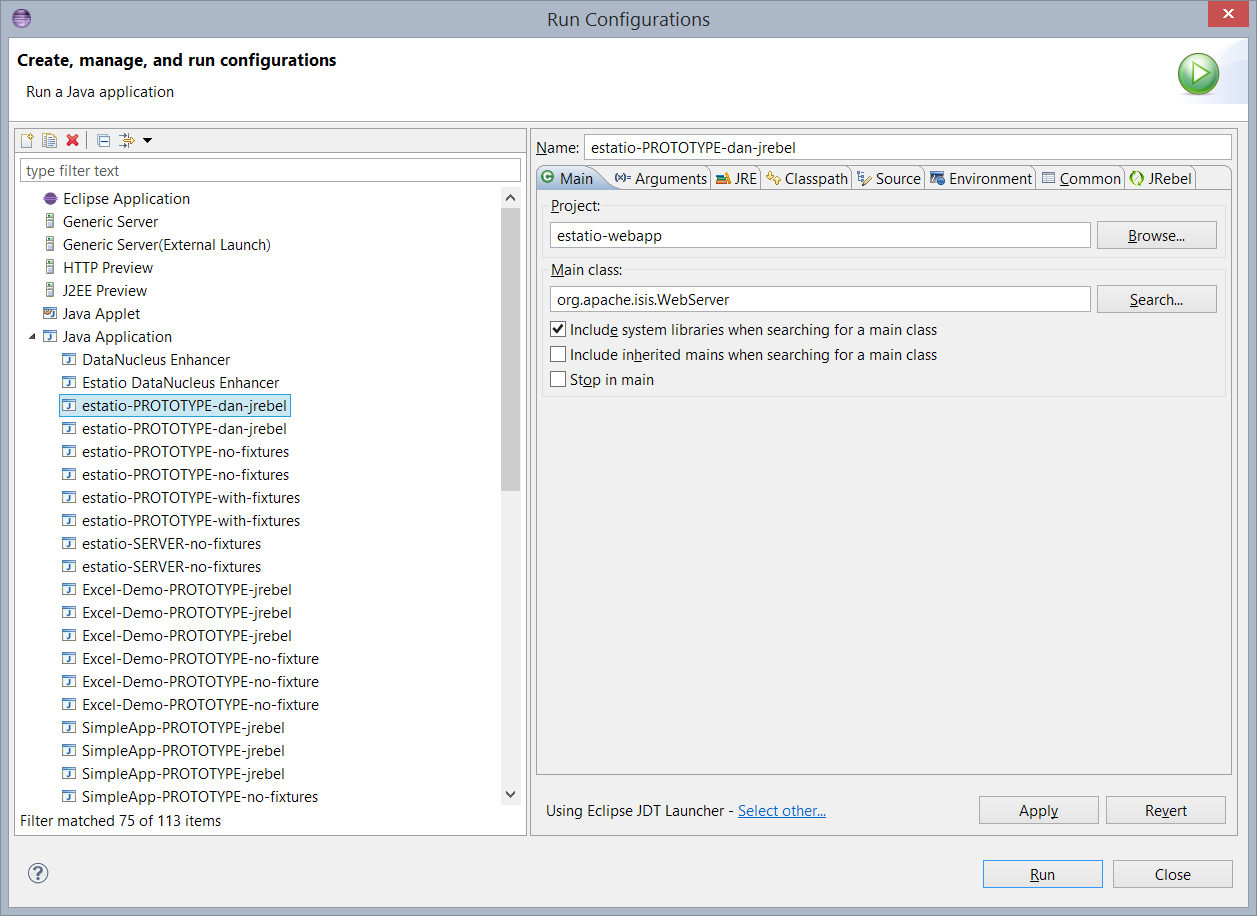 Run Configurations
Create, manage, and run configurations
Run a Java application
type filter text
Eclipse Application
Generic Server
Generic Server(External Launch)
HTTP Preview
J2EE Preview
Java Applet
Java Application
DataNucleus Enhancer
Estatio DataNucleus Enhancer
estatio-PROTOTYPE-dan-jrebel
estatio-PROTOTYPE-dan-jrebel
estatio-PROTOTYPE-no-fixtures
estatio-PROTOTYPE-no-fixtures
estatio-PROTOTYPE-with-fixtures
estatio-PROTOTYPE-with-fixtures
estatio-SERVER-no-fixtures
estatio-SERVER-no-fixtures
Excel-Demo-PROTOTYPE-jrebel
Excel-Demo-PROTOTYPE-jrebel
Excel-Demo-PROTOTYPE-jrebel
Excel-Demo-PROTOTYPE-no-fixture
Excel-Demo-PROTOTYPE-no-fixture
Excel-Demo-PROTOTYPE-no-fixture
SimpleApp-PROTOTYPE-jrebel
SimpleApp-PROTOTYPE-jrebel
SimpleApp-PROTOTYPE-jrebel
SimpleApp-PROTOTYPE-no-fixtures
Filter matched 75 of 113 items
Name: estatio-PROTOTYPE-dan-jrebel
Main (x)= Arguments JRE Classpath Source Environment Common JRebel
Project:
estatio-webapp Browse...
Main class:
org.apache.isis.WebServer Search...
Include system libraries when searching for a main class
Include inherited mains when searching for a main class
Stop in main
Using Eclipse JDT Launcher - Select other... Apply Revert
Run Close